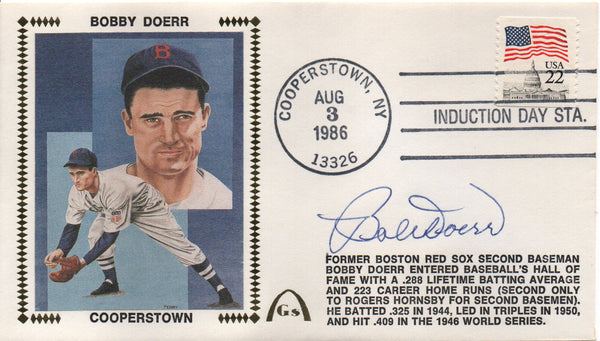 BOBBY DOERR
B
COOPERSTOWN, NY
AUG
3
1986
13326
USA
22
INDUCTION DAY STA.
Bob Doerr
FORMER BOSTON RED SOX SECOND BASEMAN
BOBBY DOERR ENTERED BASEBALL'S HALL OF
FAME WITH A .288 LIFETIME BATTING AVERAGE
AND 223 CAREER HOME RUNS (SECOND ONLY
TO ROGERS HORNSBY FOR SECOND BASEMEN).
HE BATTED .325 IN 1944, LED IN TRIPLES IN 1950,
AND HIT .409 IN THE 1946 WORLD SERIES.
Gs
COOPERSTOWN